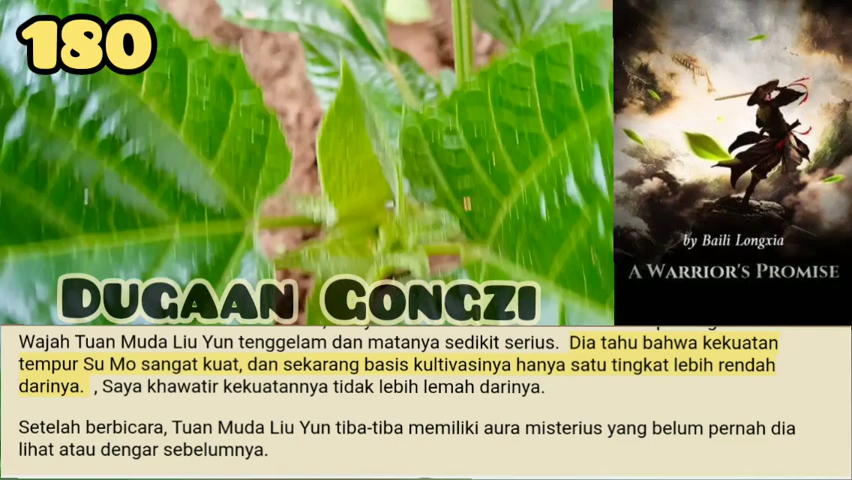 180
by Baili Longxia
A WARRIOR'S PROMISE
DUGAAN GONGZI
Wajah Tuan Muda Liu Yun tenggelam dan matanya sedikit serius. Dia tahu bahwa kekuatan
tempur Su Mo sangat kuat, dan sekarang basis kultivasinya hanya satu tingkat lebih rendah
darinya. , Saya khawatir kekuatannya tidak lebih lemah darinya.
Setelah berbicara, Tuan Muda Liu Yun tiba-tiba memiliki aura misterius yang belum pernah dia
lihat atau dengar sebelumnya.